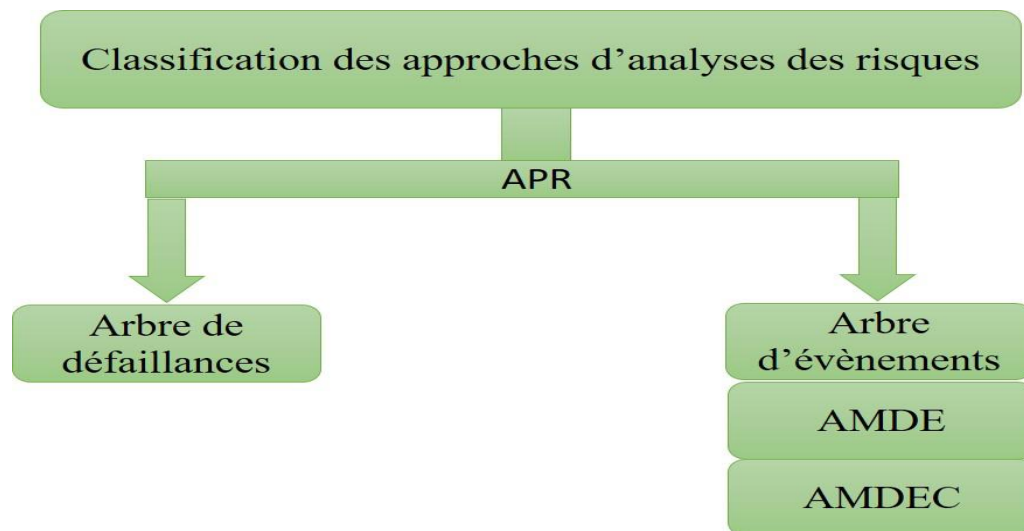 Classification des approches d’analyses des risques
APR
Arbre de
défaillances
Arbre
d’évènements
AMDE
AMDEC